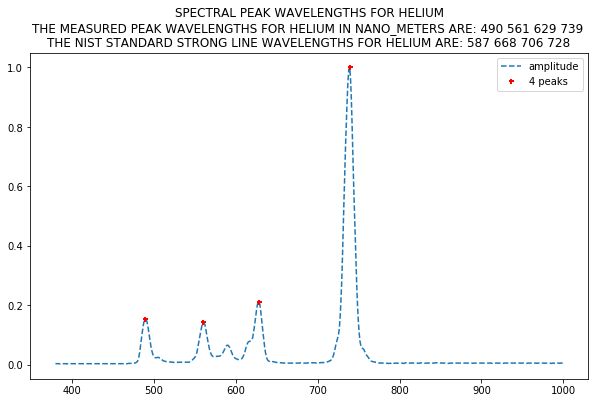 SPECTRAL PEAK WAVELENGTHS FOR HELIUM
THE MEASURED PEAK WAVELENGTHS FOR HELIUM IN NANO_METERS ARE: 490 561 629 739
THE NIST STANDARD STRONG LINE WAVELENGTHS FOR HELIUM ARE: 587 668 706 728
amplitude
4 peaks
1.0
0.8
0.6
0.4
0.2
0.0
400 500 600 700 800 900 1000